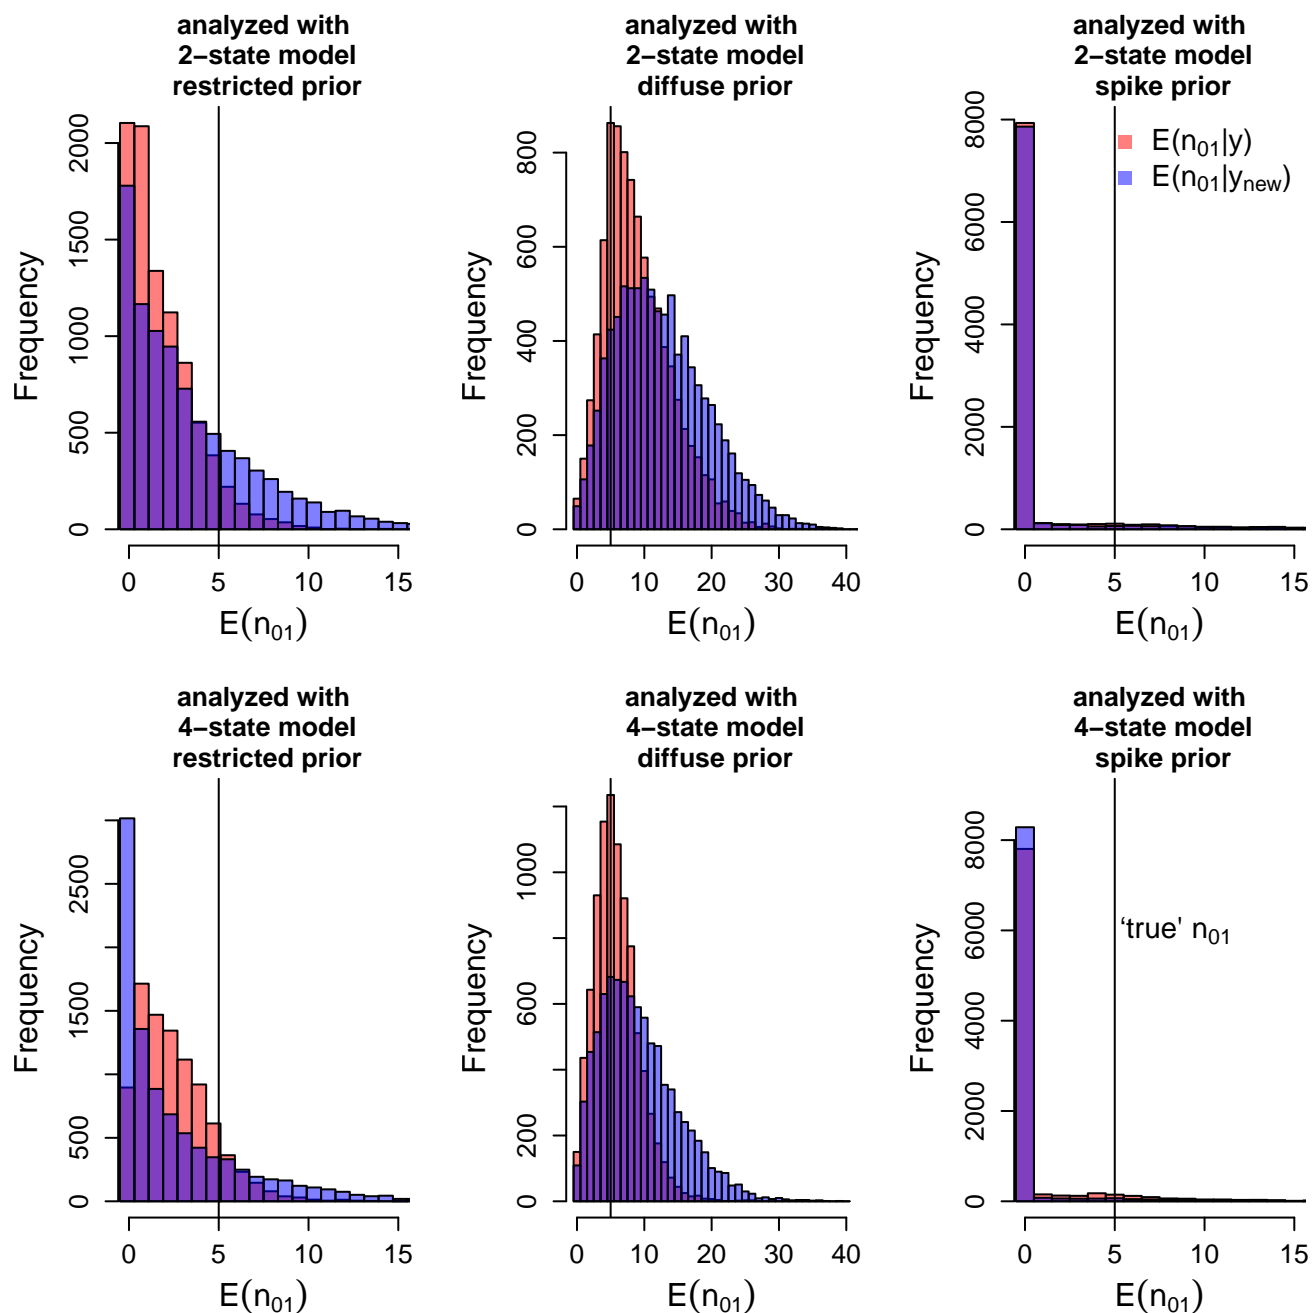 analyzed with
2−state model
restricted prior
2000
1500
1000
500
0
Frequency
0 5 10 15
E(n01)
analyzed with
2−state model
diffuse prior
800
600
400
200
0
Frequency
0 10 20 30 40
E(n01)
analyzed with
2−state model
spike prior
8000
6000
4000
2000
0
Frequency
E(n01|y)
E(n01|ynew)
0 5 10 15
E(n01)
analyzed with
4−state model
restricted prior
2500
1500
500
0
Frequency
0 5 10 15
E(n01)
analyzed with
4−state model
diffuse prior
1000
600
200
0
Frequency
0 10 20 30 40
E(n01)
analyzed with
4−state model
spike prior
8000
6000
4000
2000
0
Frequency
‘true' n01
0 5 10 15
E(n01)